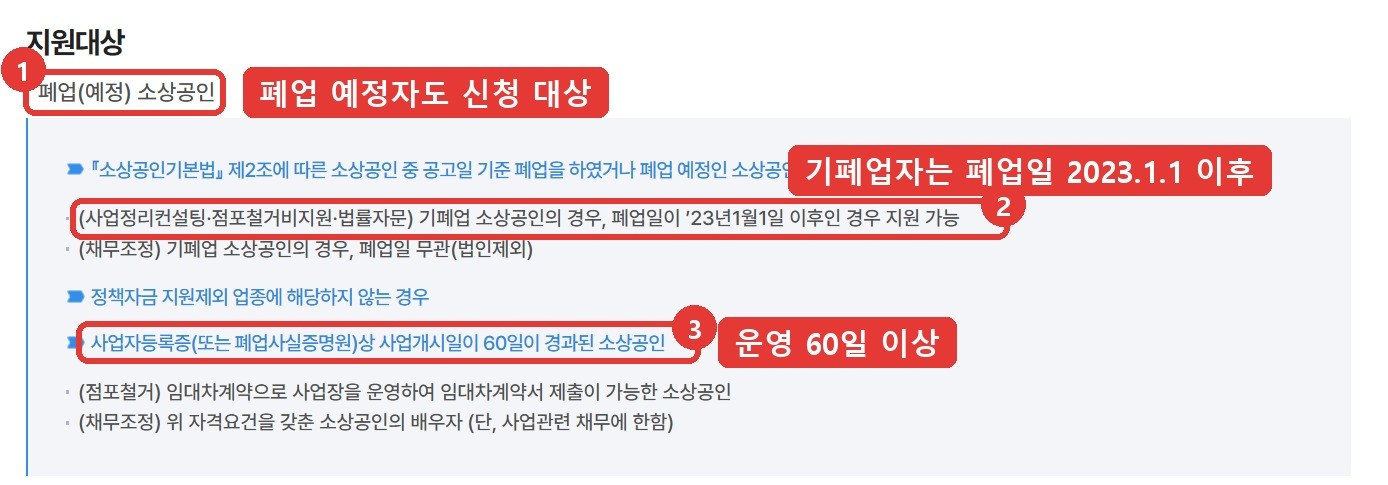 지원대상
1
폐업(예정) 소상공인
폐업 예정자도 신청 대상
『소상공인기본법』 제2조에 따른 소상공인 중 공고일 기준 폐업을 하였거나 폐업 예정인 소상공인
기폐업자는 폐업일 2023.1.1 이후
(사업정리컨설팅·점포철거비지원·법률자문) 기폐업 소상공인의 경우, 폐업일이 ‘23년1월1일 이후인 경우 지원 가능
2
(채무조정) 기폐업 소상공인의 경우, 폐업일 무관(법인제외)
정책자금 지원제외 업종에 해당하지 않는 경우
사업자등록증(또는 폐업사실증명원)상 사업개시일이 60일이 경과된 소상공인
3
운영 60일 이상
(점포철거) 임대차계약으로 사업장을 운영하여 임대차계약서 제출이 가능한 소상공인
(채무조정) 위 자격요건을 갖춘 소상공인의 배우자 (단, 사업관련 채무에 한함)